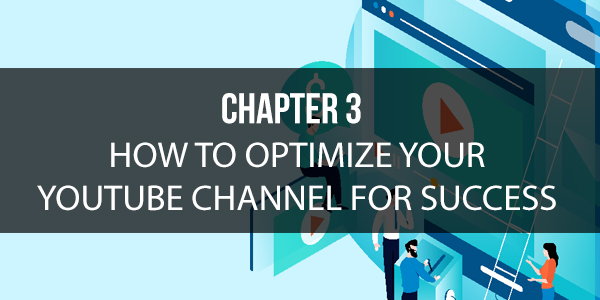 CHAPTER 3
HOW TO OPTIMIZE YOUR
YOUTUBE CHANNEL FOR SUCCESS